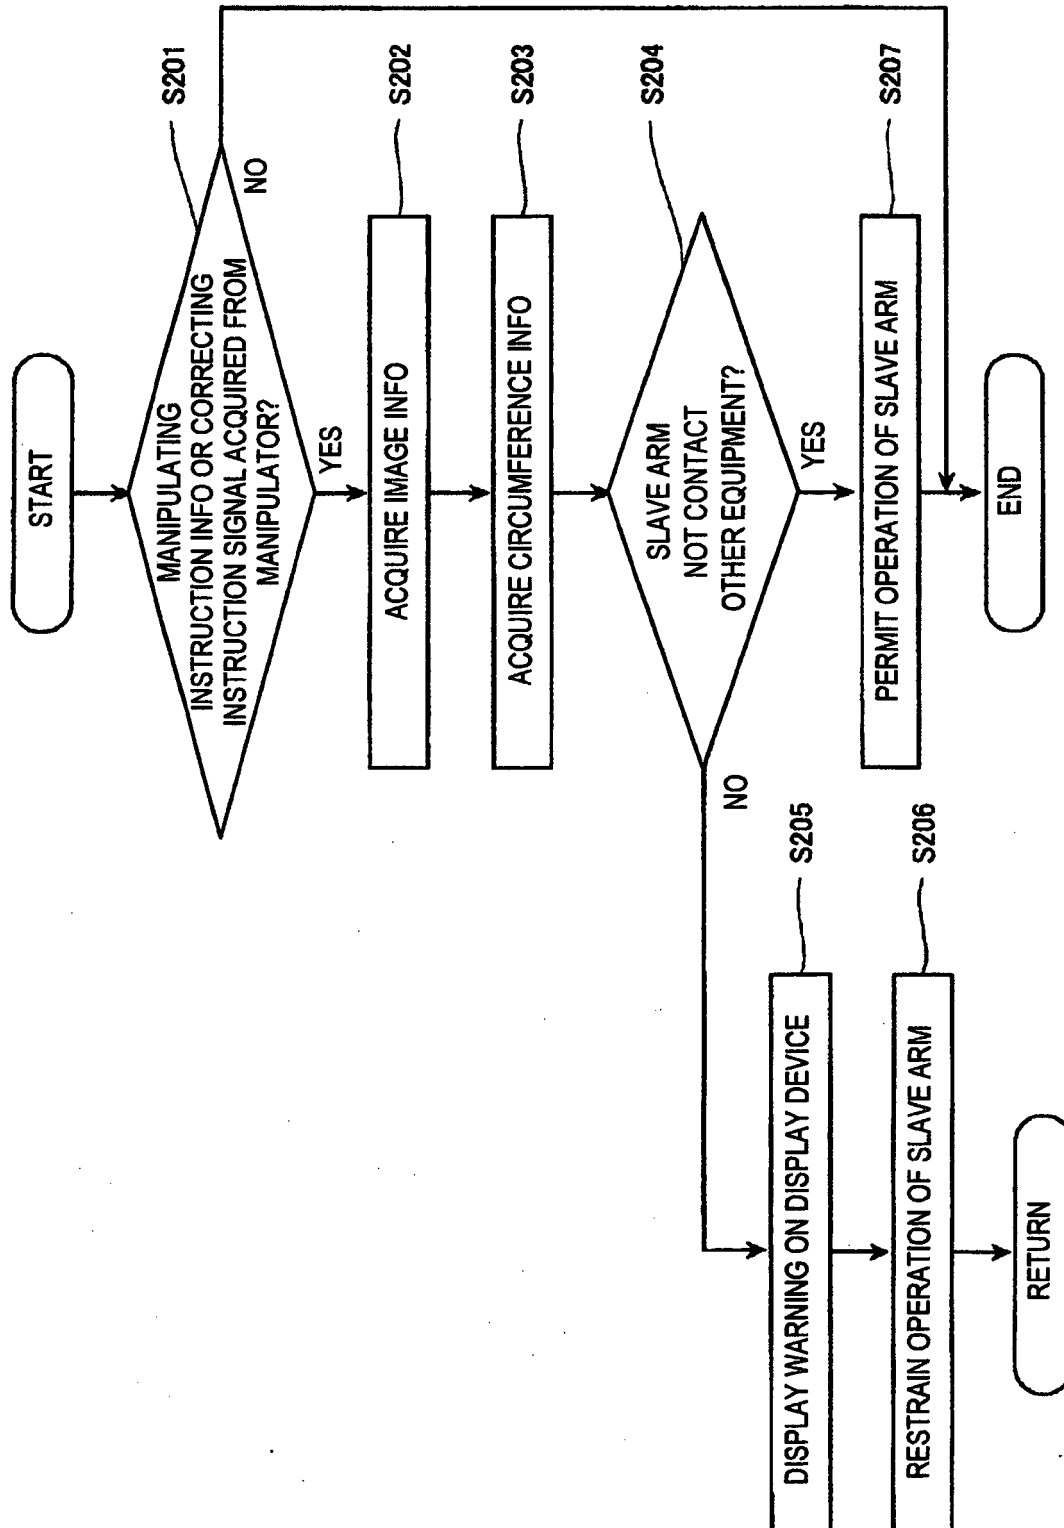 START
S201
MANIPULATING
INSTRUCTION INFO OR CORRECTING
INSTRUCTION SIGNAL ACQUIRED FROM
MANIPULATOR?
NO
YES
S202
ACQUIRE IMAGE INFO
S203
ACQUIRE CIRCUMFERENCE INFO
S204
SLAVE ARM
NOT CONTACT
OTHER EQUIPMENT?
NO
YES
S205
DISPLAY WARNING ON DISPLAY DEVICE
S206
RESTRAIN OPERATION OF SLAVE ARM
RETURN
S207
PERMIT OPERATION OF SLAVE ARM
END